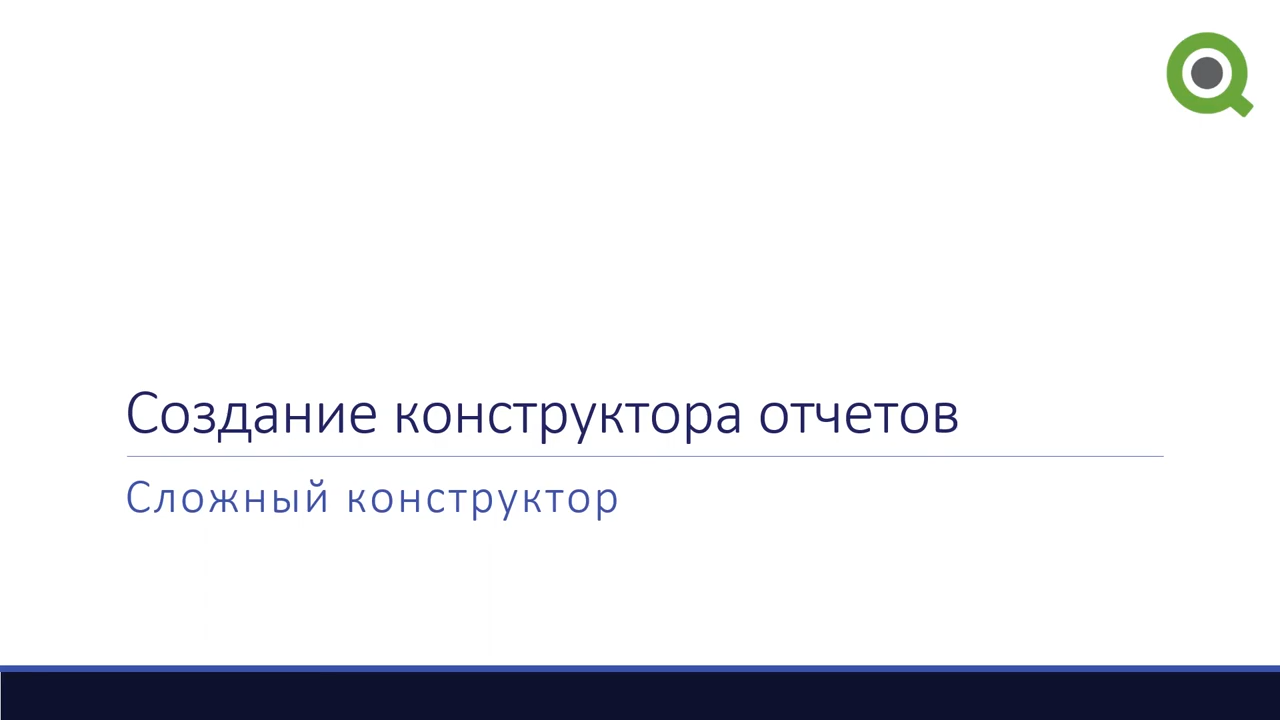 Создание конструктора отчетов
Сложный конструктор